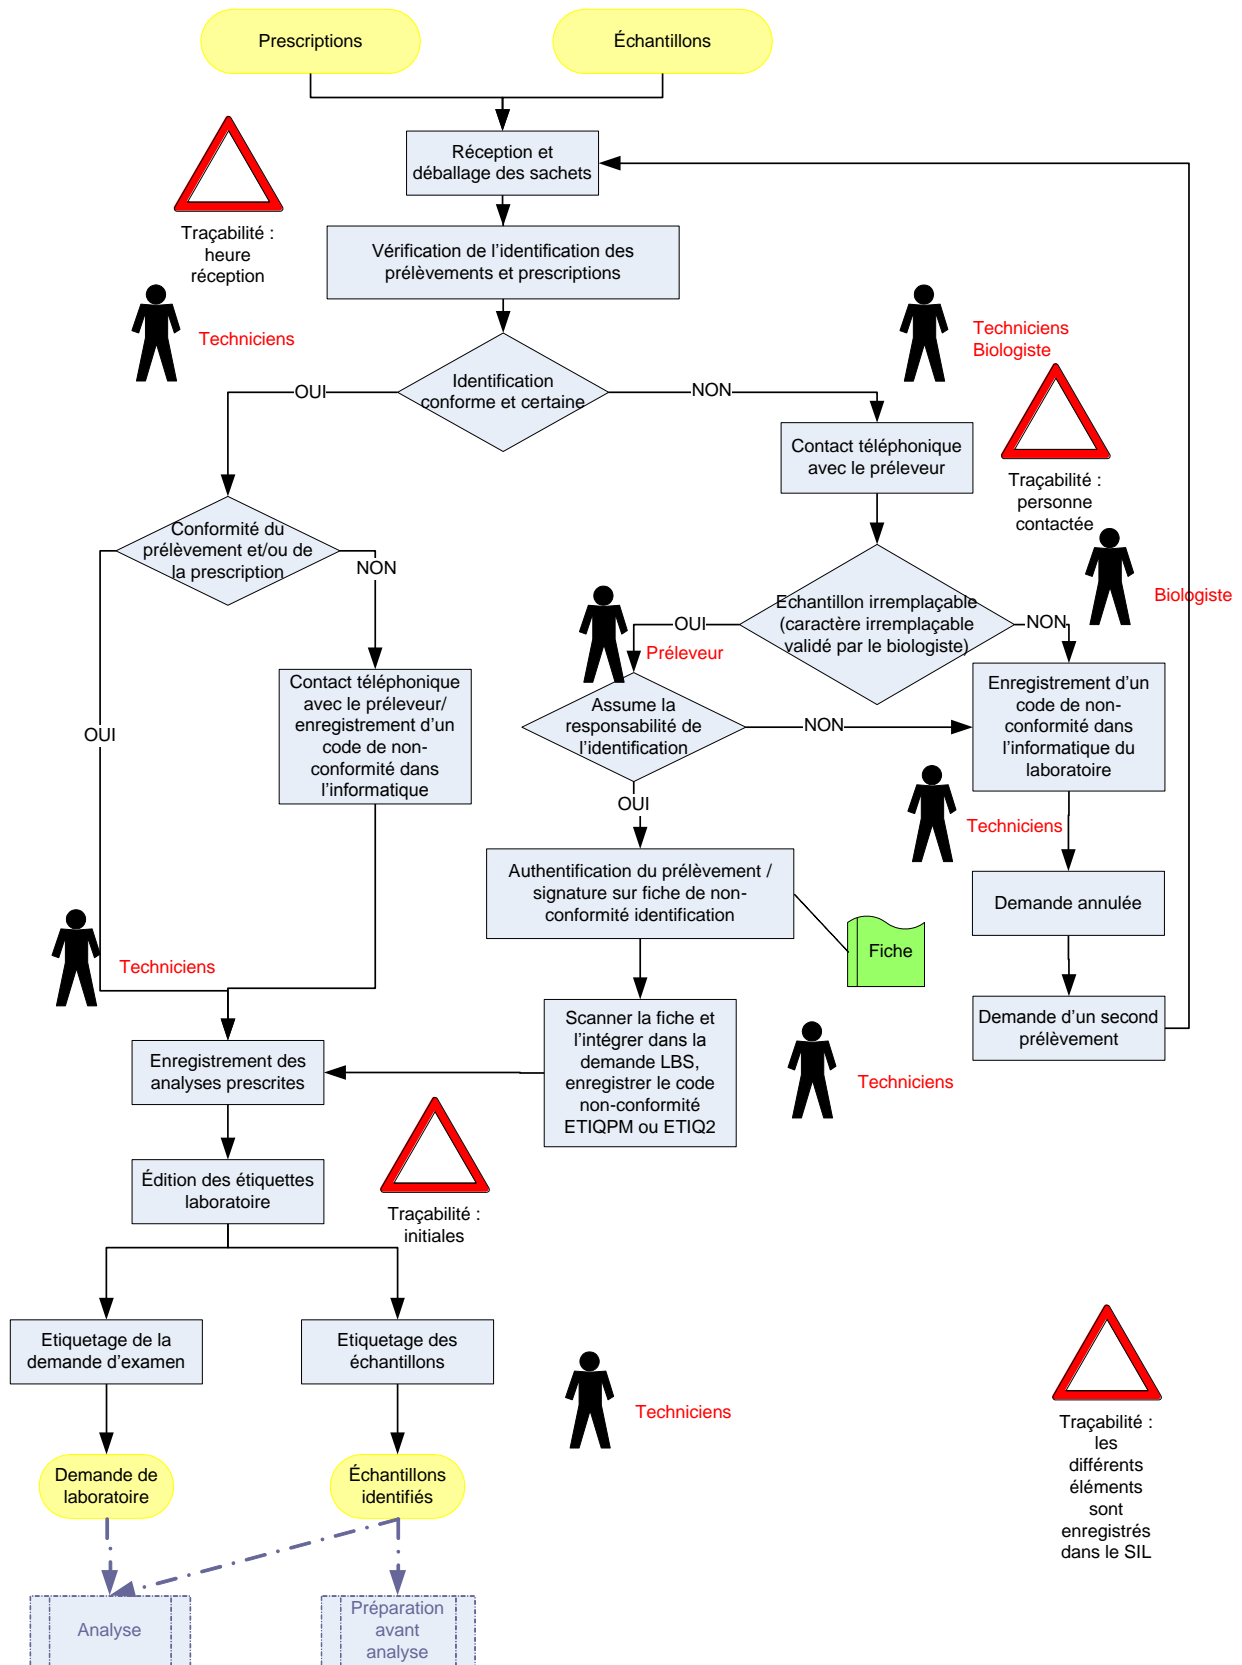 Prescriptions
Échantillons
Réception et
déballage des sachets
Traçabilité :
heure
réception
Vérification de l’identification des
prélèvements et prescriptions
Techniciens
Techniciens
Biologiste
Identification
conforme et certaine
OUI
NON
Contact téléphonique
avec le préleveur
Traçabilité :
personne
contactée
Conformité du
prélèvement et/ou de
la prescription
NON
OUI
Biologiste
Echantillon irremplaçable
(caractère irremplaçable
validé par le biologiste)
OUI
NON
Préleveur
Contact téléphonique
avec le préleveur/
enregistrement d’un
code de non-
conformité dans
l’informatique
Assume la
responsabilité de
l’identification
NON
OUI
Enregistrement d’un
code de non-
conformité dans
l’informatique du
laboratoire
Techniciens
Authentification du prélèvement /
signature sur fiche de non-
conformité identification
Fiche
Demande annulée
Techniciens
Demande d’un second
prélèvement
Scanner la fiche et
l’intégrer dans la
demande LBS,
enregistrer le code
non-conformité
ETIQPM ou ETIQ2
Techniciens
Enregistrement des
analyses prescrites
Édition des étiquettes
laboratoire
Traçabilité :
initiales
Etiquetage de la
demande d’examen
Etiquetage des
échantillons
Techniciens
Traçabilité :
les
différents
éléments
sont
enregistrés
dans le SIL
Demande de
laboratoire
Échantillons
identifiés
Analyse
Préparation
avant
analyse